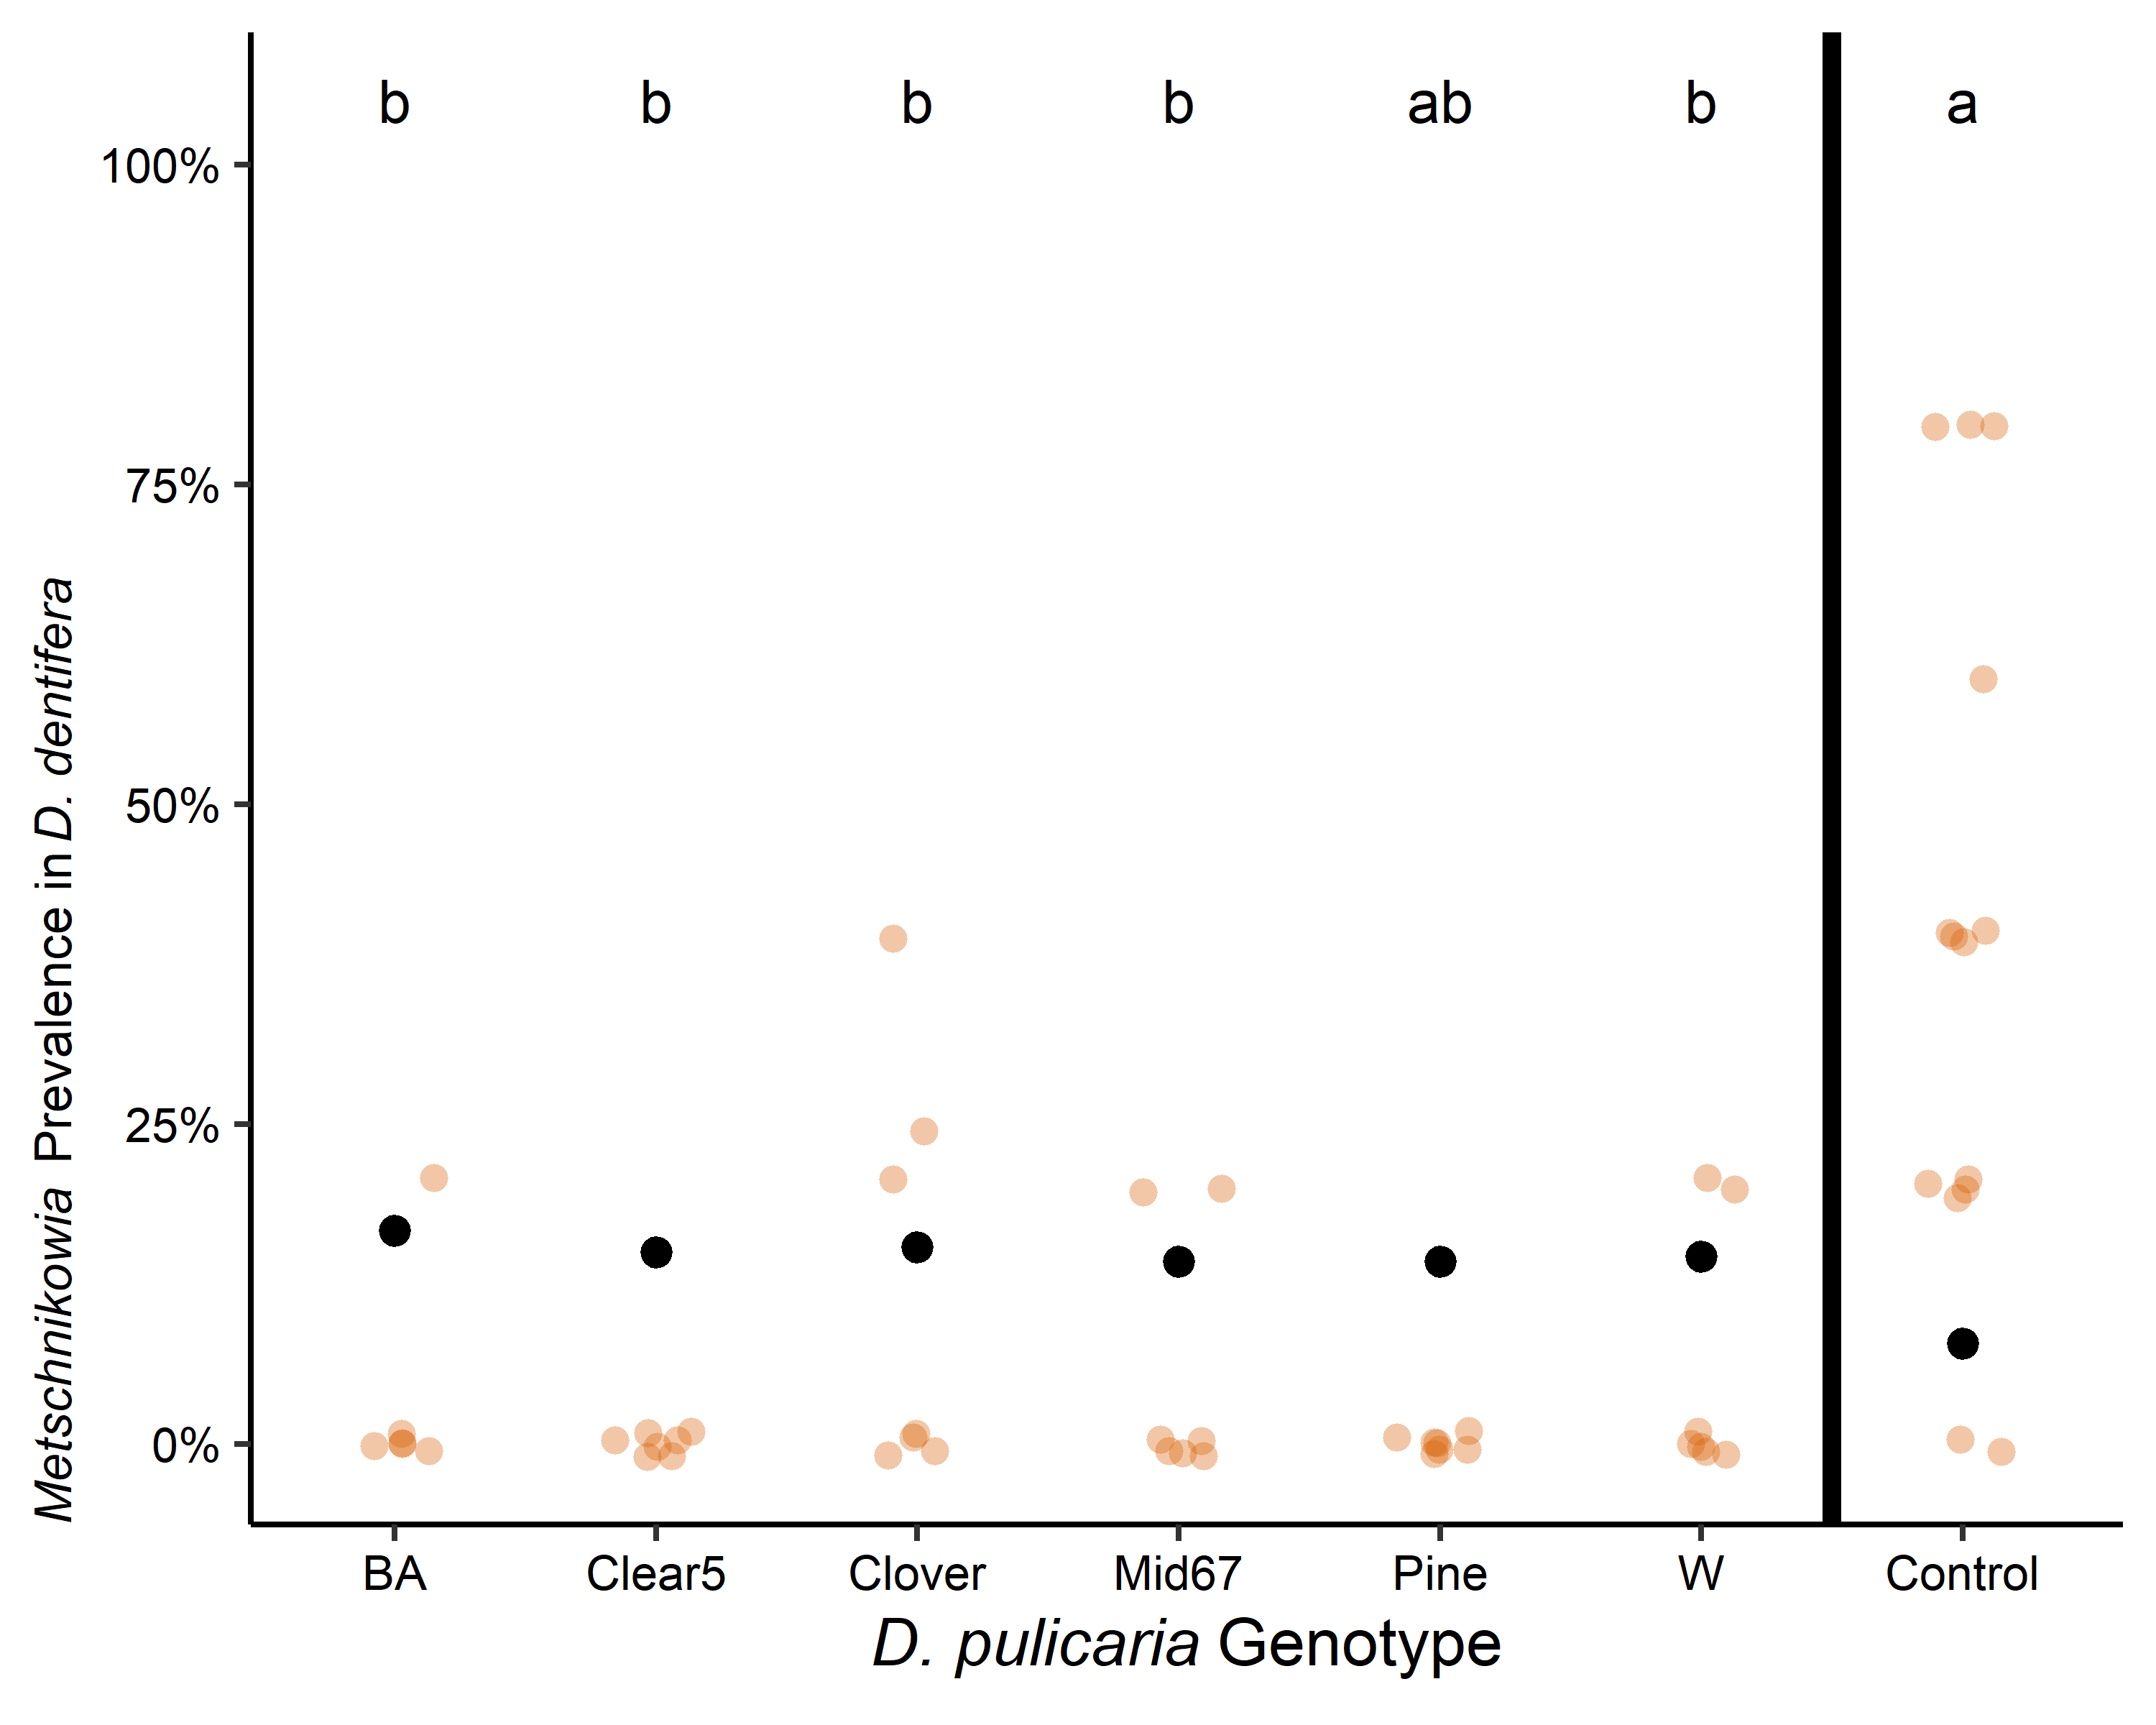 b b b b ab b a
100%
75%
50%
25%
0%
Metschnikowia Prevalence in D. dentifera
BA Clear5 Clover Mid67 Pine W Control
D. pulicaria Genotype